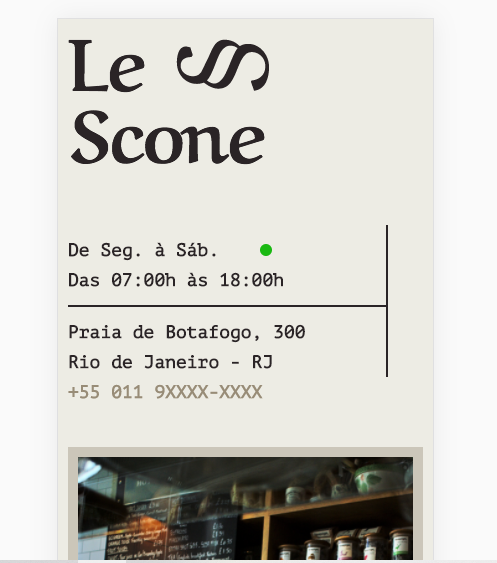 Le
Scone
De Seg. à Sáb.
Das 07:00h às 18:00h
Praia de Botafogo, 300
Rio de Janeiro - RJ
+55 011 9XXXX-XXXX